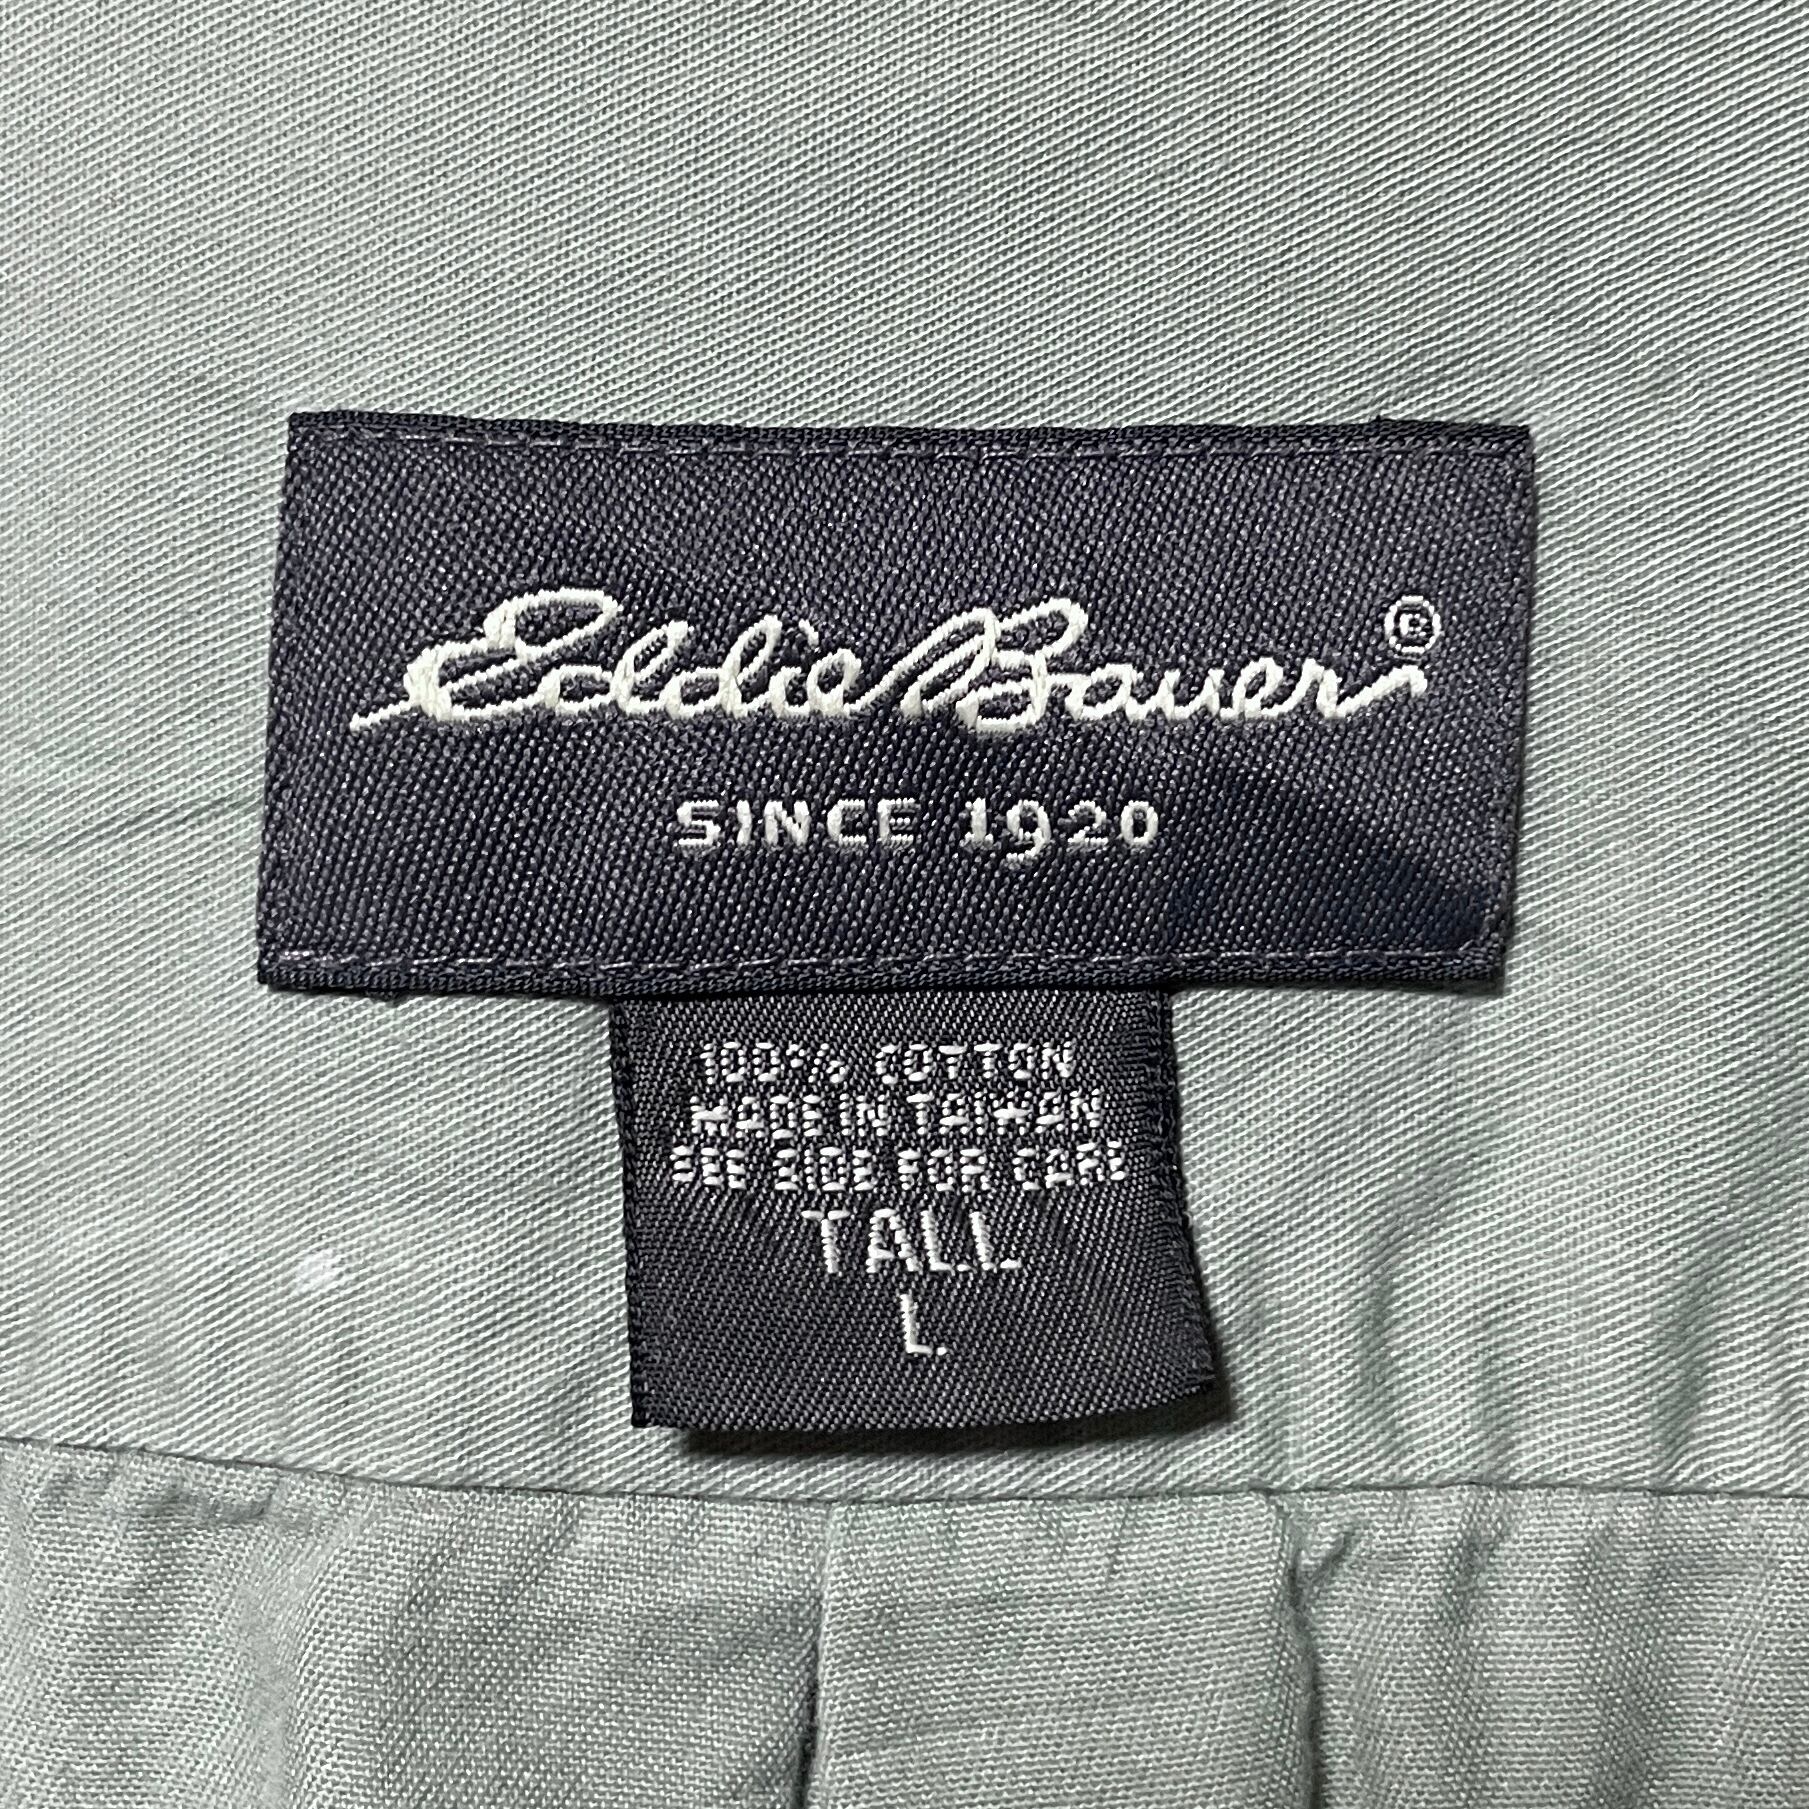 Eddie Bauer®
SINCE 1920
100% COTTON
MADE IN TAIWAN
SEE SIDE FOR CARE
TALL
L